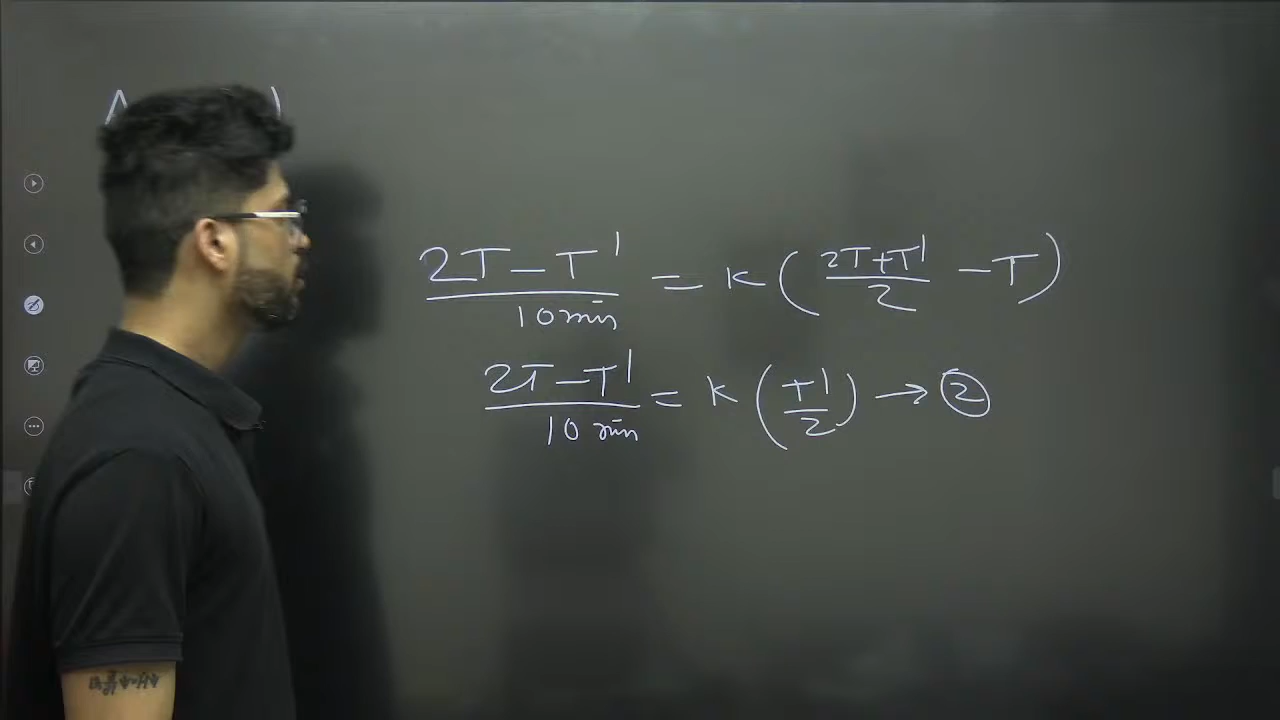 2T - T' / 10 min = K ( 2T+T' / 2 - T )
2T - T' / 10 min = K ( T' / 2 ) → ②